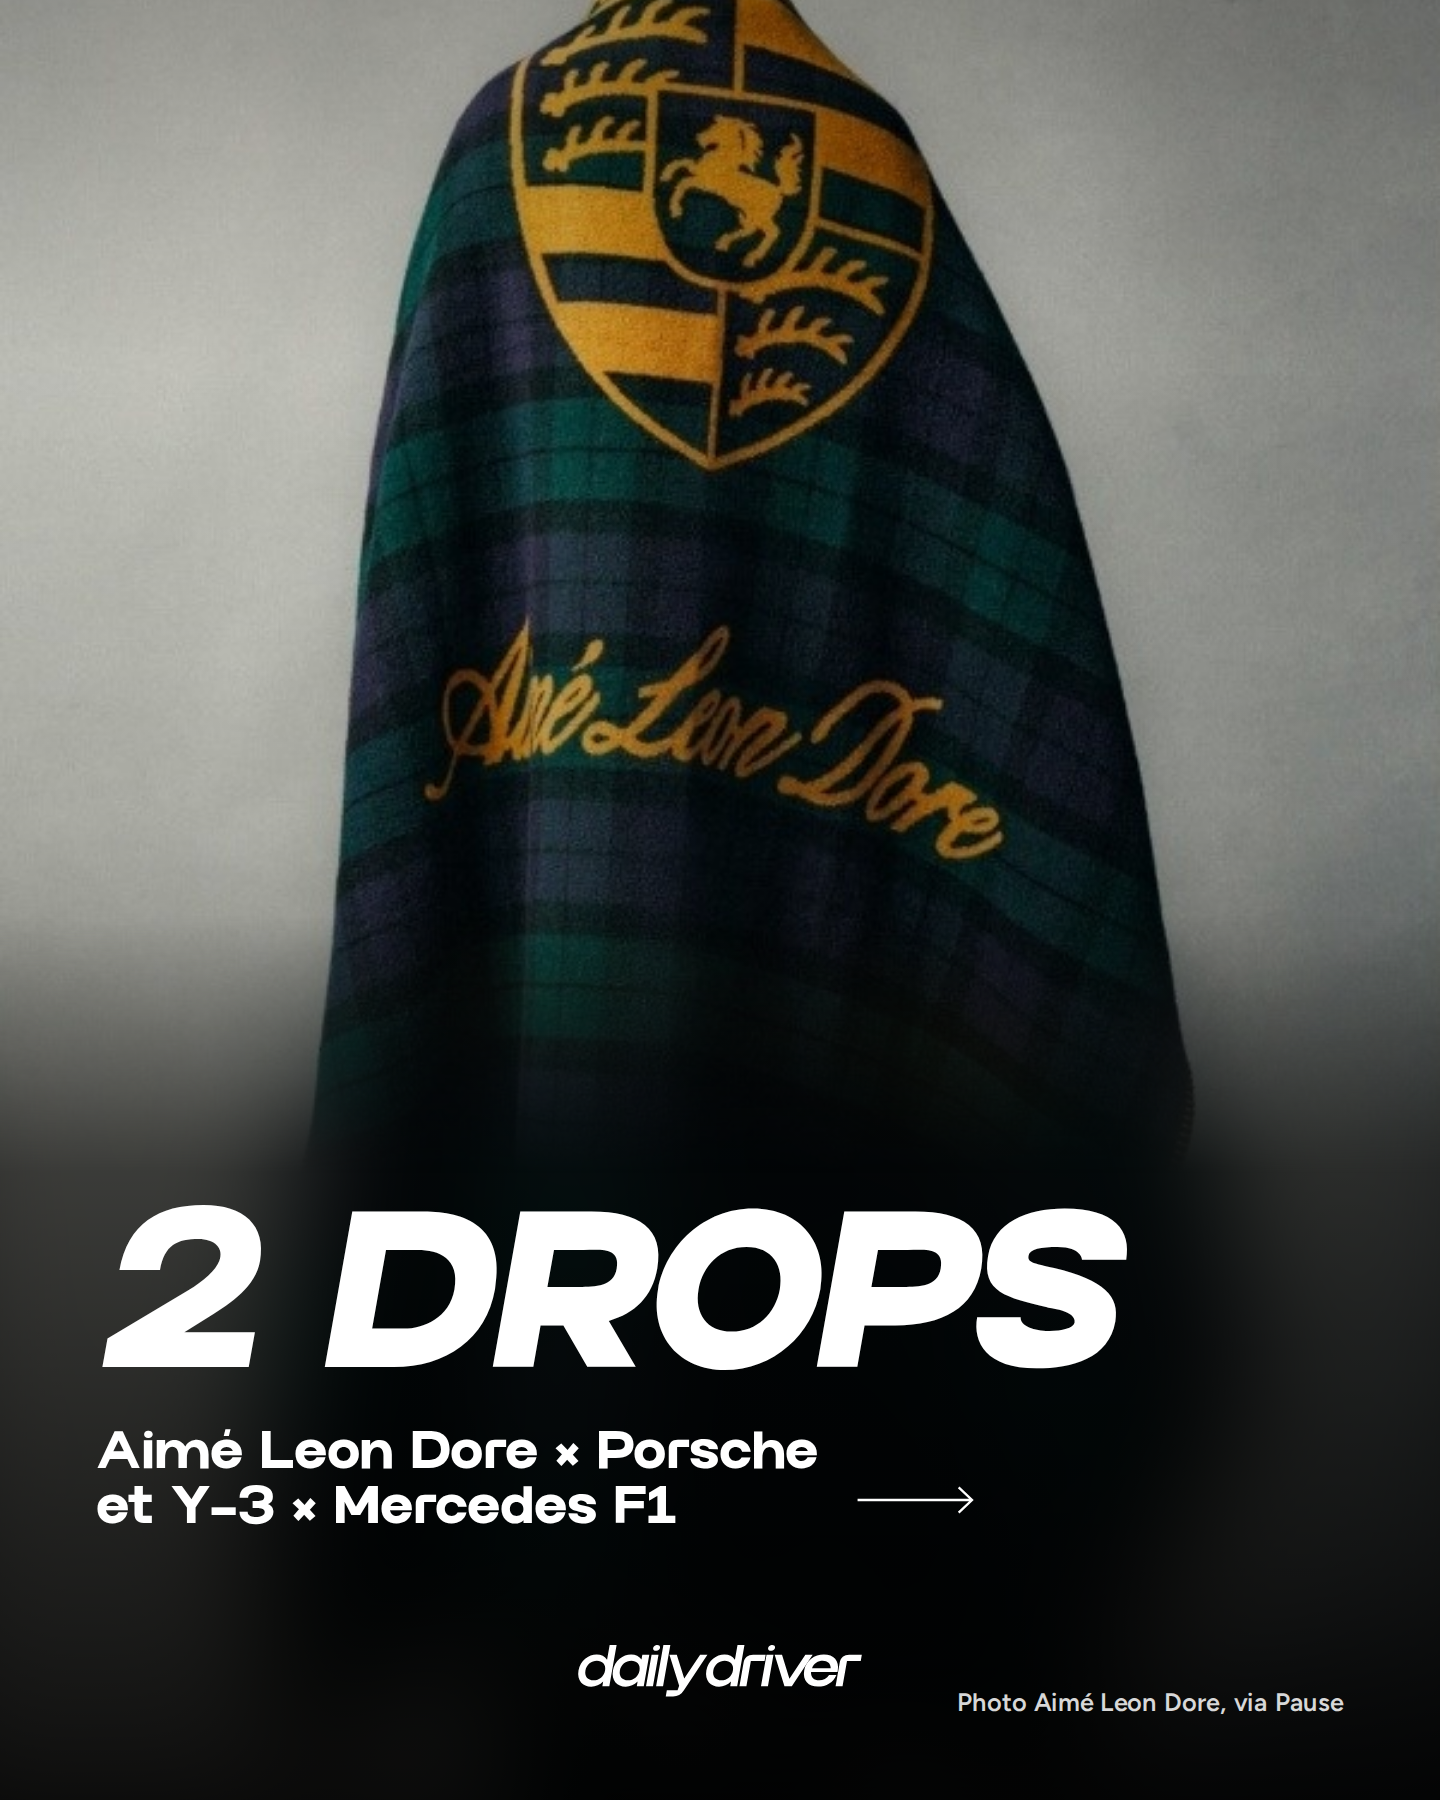 Aimé Leon Dore
2 DROPS
Aimé Leon Dore × Porsche
et Y-3 × Mercedes F1
dailydriver
Photo Aimé Leon Dore, via Pause